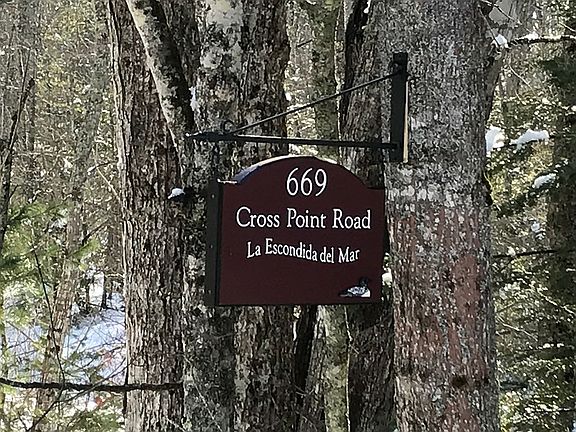 669
Cross Point Road
La Escondida del Mar